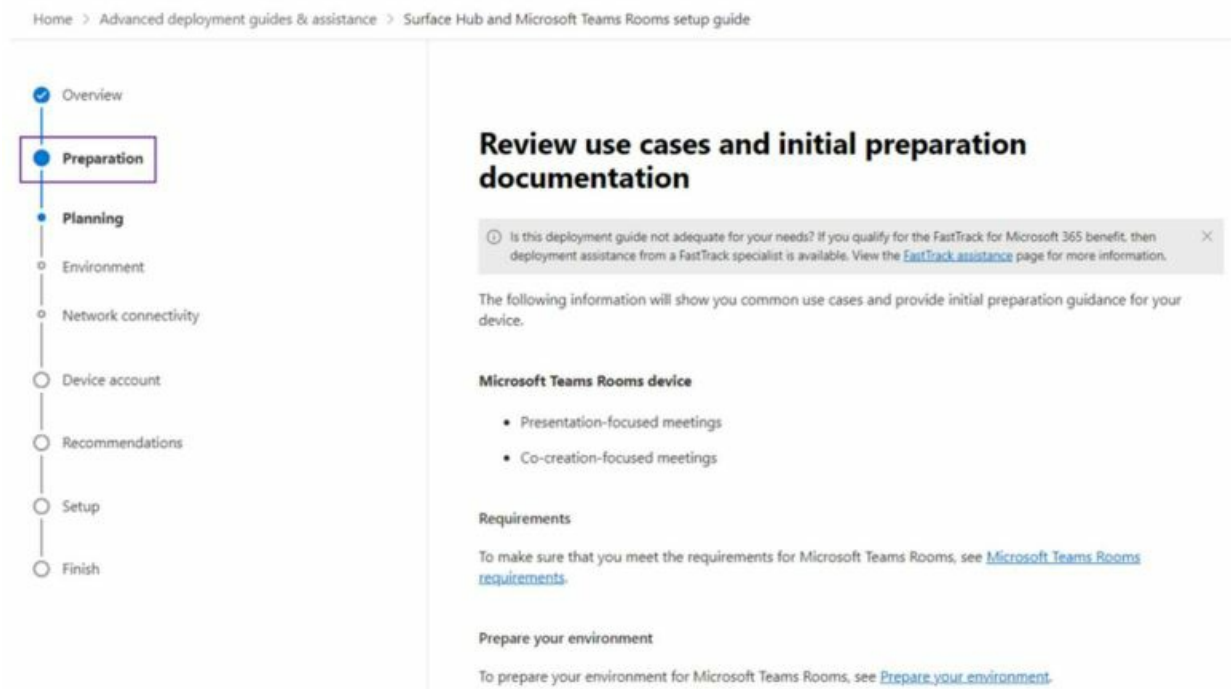 Home > Advanced deployment guides & assistance > Surface Hub and Microsoft Teams Rooms setup guide
Overview
Preparation
Planning
Environment
Network connectivity
Device account
Recommendations
Setup
Finish
Review use cases and initial preparation
documentation
Is this deployment guide not adequate for your needs? If you qualify for the FastTrack for Microsoft 365 benefit, then
deployment assistance from a FastTrack specialist is available. View the FastTrack assistance page for more information.
The following information will show you common use cases and provide initial preparation guidance for your
device.
Microsoft Teams Rooms device
• Presentation-focused meetings
• Co-creation-focused meetings
Requirements
To make sure that you meet the requirements for Microsoft Teams Rooms, see Microsoft Teams Rooms
requirements.
Prepare your environment
To prepare your environment for Microsoft Teams Rooms, see Prepare your environment.